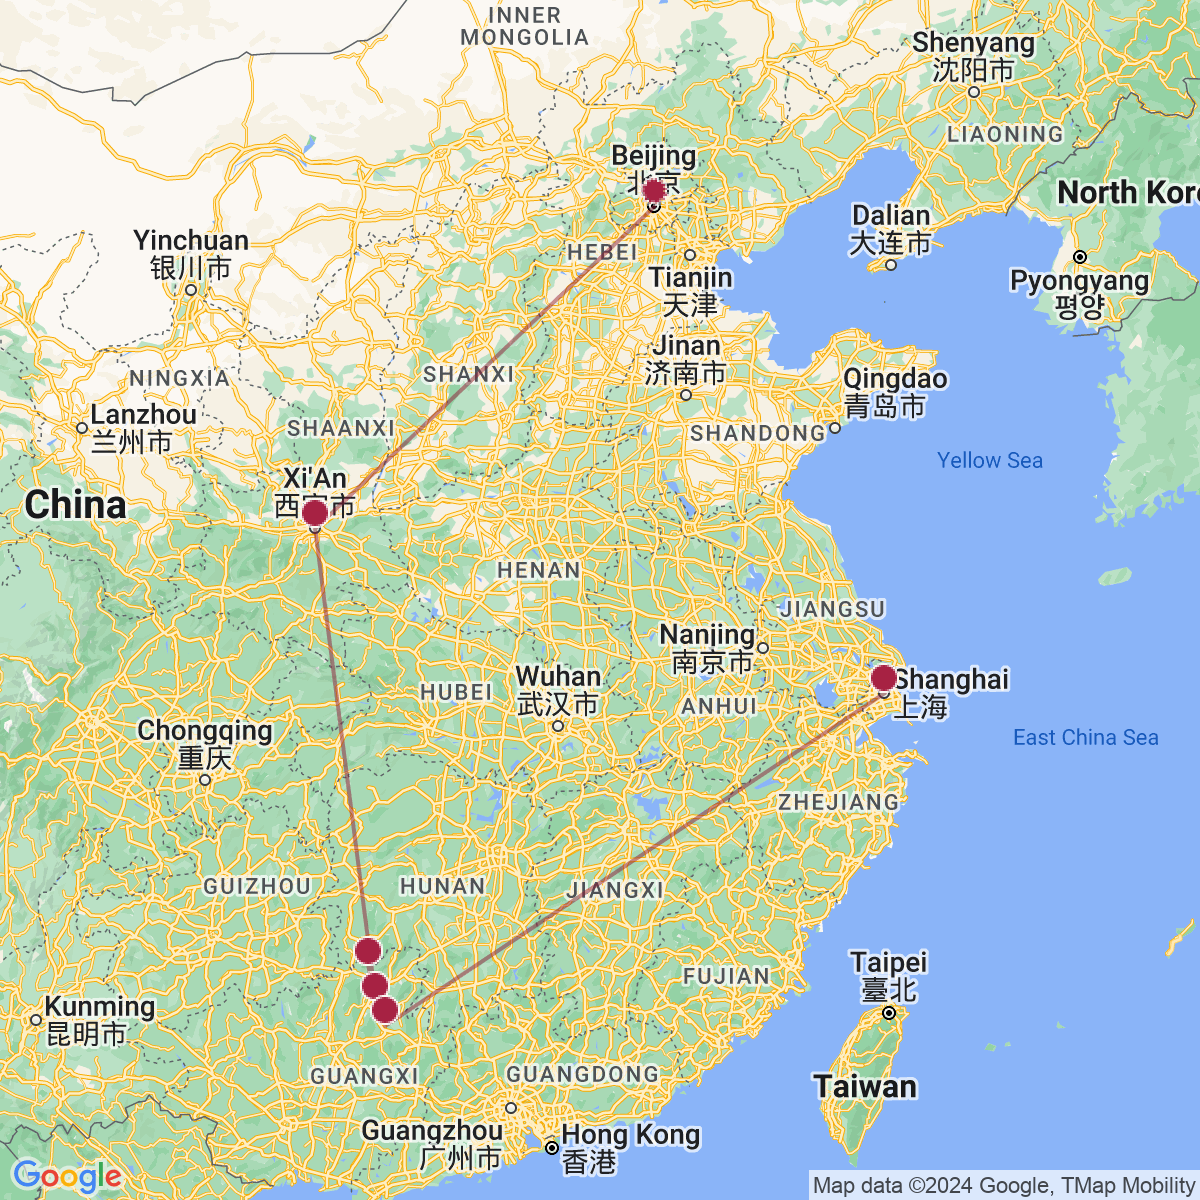 INNER
MONGOLIA
Shenyang
沈阳市
LIAONING
Beijing
北京
North Kore
Dalian
大连市
Yinchuan
银川市
HEBEI
Tianjin
天津
Pyongyang
평양
Jinan
济南市
SHANXI
NINGXIA
Qingdao
青岛市
Lanzhou
兰州市
SHAANXI
SHANDONG
Yellow Sea
Xi'An
西安市
China
HENAN
JIANGSU
Nanjing
南京市
Wuhan
武汉市
HUBEI
Shanghai
上海
ANHUI
Chongqing
重庆
East China Sea
ZHEJIANG
GUIZHOU
HUNAN
JIANGXI
FUJIAN
Taipei
臺北
Kunming
昆明市
GUANGXI
GUANGDONG
Taiwan
Guangzhou
广州市
Hong Kong
香港
Google
Map data ©2024 Google, TMap Mobility